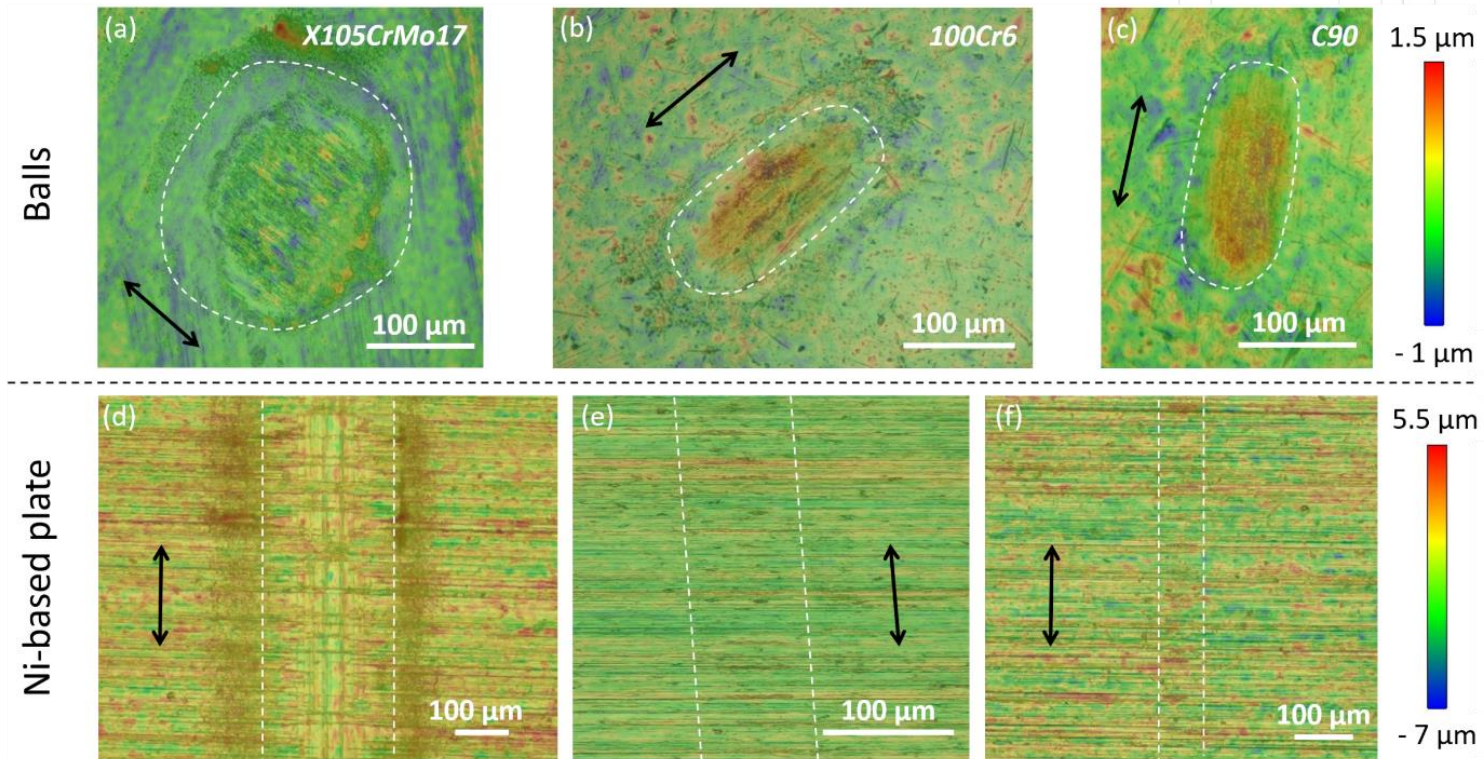 Balls
(a) X105CrMo17
100 µm
(b) 100Cr6
100 µm
(c) C90
100 µm
1.5 µm
- 1 µm
Ni-based plate
(d)
100 µm
(e)
100 µm
(f)
100 µm
5.5 µm
- 7 µm